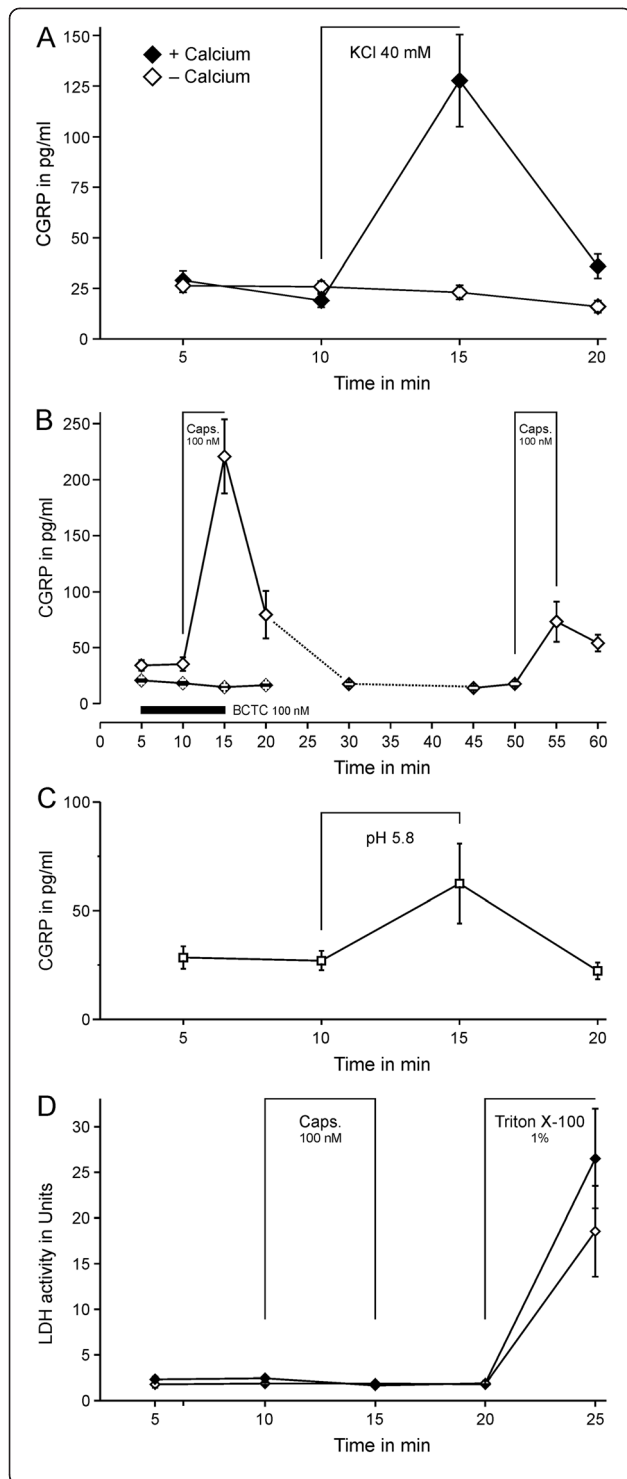 A
CGRP in pg/ml
150
125
100
75
50
25
0
+ Calcium
– Calcium
KCl 40 mM
5 10 15 20
Time in min
B
CGRP in pg/ml
250
200
150
100
50
0
Caps.
100 nM
Caps.
100 nM
BCTC 100 nM
0 5 10 15 20 25 30 35 40 45 50 55 60
Time in min
C
CGRP in pg/ml
100
50
0
pH 5.8
5 10 15 20
Time in min
D
LDH activity in Units
30
25
20
15
10
5
0
Caps.
100 nM
Triton X-100
1%
5 10 15 20 25
Time in min